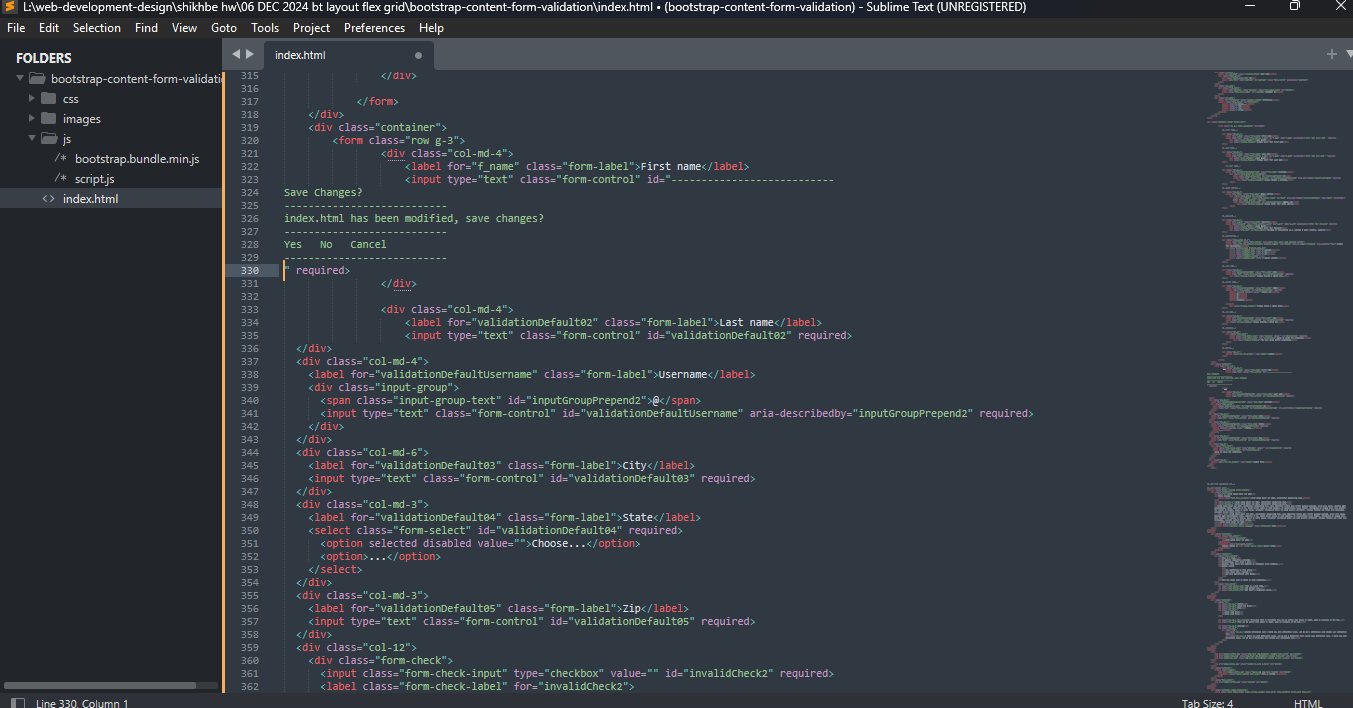 L:\web-development-design\shikhbe hw\06 DEC 2024 bt layout flex grid\bootstrap-content-form-validation\index.html • (bootstrap-content-form-validation) - Sublime Text (UNREGISTERED)
File Edit Selection Find View Goto Tools Project Preferences Help
FOLDERS
bootstrap-content-form-validati
css
images
js
/* bootstrap.bundle.min.js
/* script.js
<> index.html
index.html
315 </div>
316
317 </form>
318 </div>
319 <div class="container">
320 <form class="row g-3">
321 <div class="col-md-4">
322 <label for="f_name" class="form-label">First name</label>
323 <input type="text" class="form-control" id="---------------------------
324 Save Changes?
325 ---------------------------
326 index.html has been modified, save changes?
327 ---------------------------
328 Yes No Cancel
329 ---------------------------
330 " required>
331 </div>
332
333 <div class="col-md-4">
334 <label for="validationDefault02" class="form-label">Last name</label>
335 <input type="text" class="form-control" id="validationDefault02" required>
336 </div>
337 <div class="col-md-4">
338 <label for="validationDefaultUsername" class="form-label">Username</label>
339 <div class="input-group">
340 <span class="input-group-text" id="inputGroupPrepend2">@</span>
341 <input type="text" class="form-control" id="validationDefaultUsername" aria-describedby="inputGroupPrepend2" required>
342 </div>
343 </div>
344 <div class="col-md-6">
345 <label for="validationDefault03" class="form-label">City</label>
346 <input type="text" class="form-control" id="validationDefault03" required>
347 </div>
348 <div class="col-md-3">
349 <label for="validationDefault04" class="form-label">State</label>
350 <select class="form-select" id="validationDefault04" required>
351 <option selected disabled value="">Choose...</option>
352 <option>...</option>
353 </select>
354 </div>
355 <div class="col-md-3">
356 <label for="validationDefault05" class="form-label">Zip</label>
357 <input type="text" class="form-control" id="validationDefault05" required>
358 </div>
359 <div class="col-12">
360 <div class="form-check">
361 <input class="form-check-input" type="checkbox" value="" id="invalidCheck2" required>
362 <label class="form-check-label" for="invalidCheck2">
Line 330, Column 1
Tab Size: 4
HTML